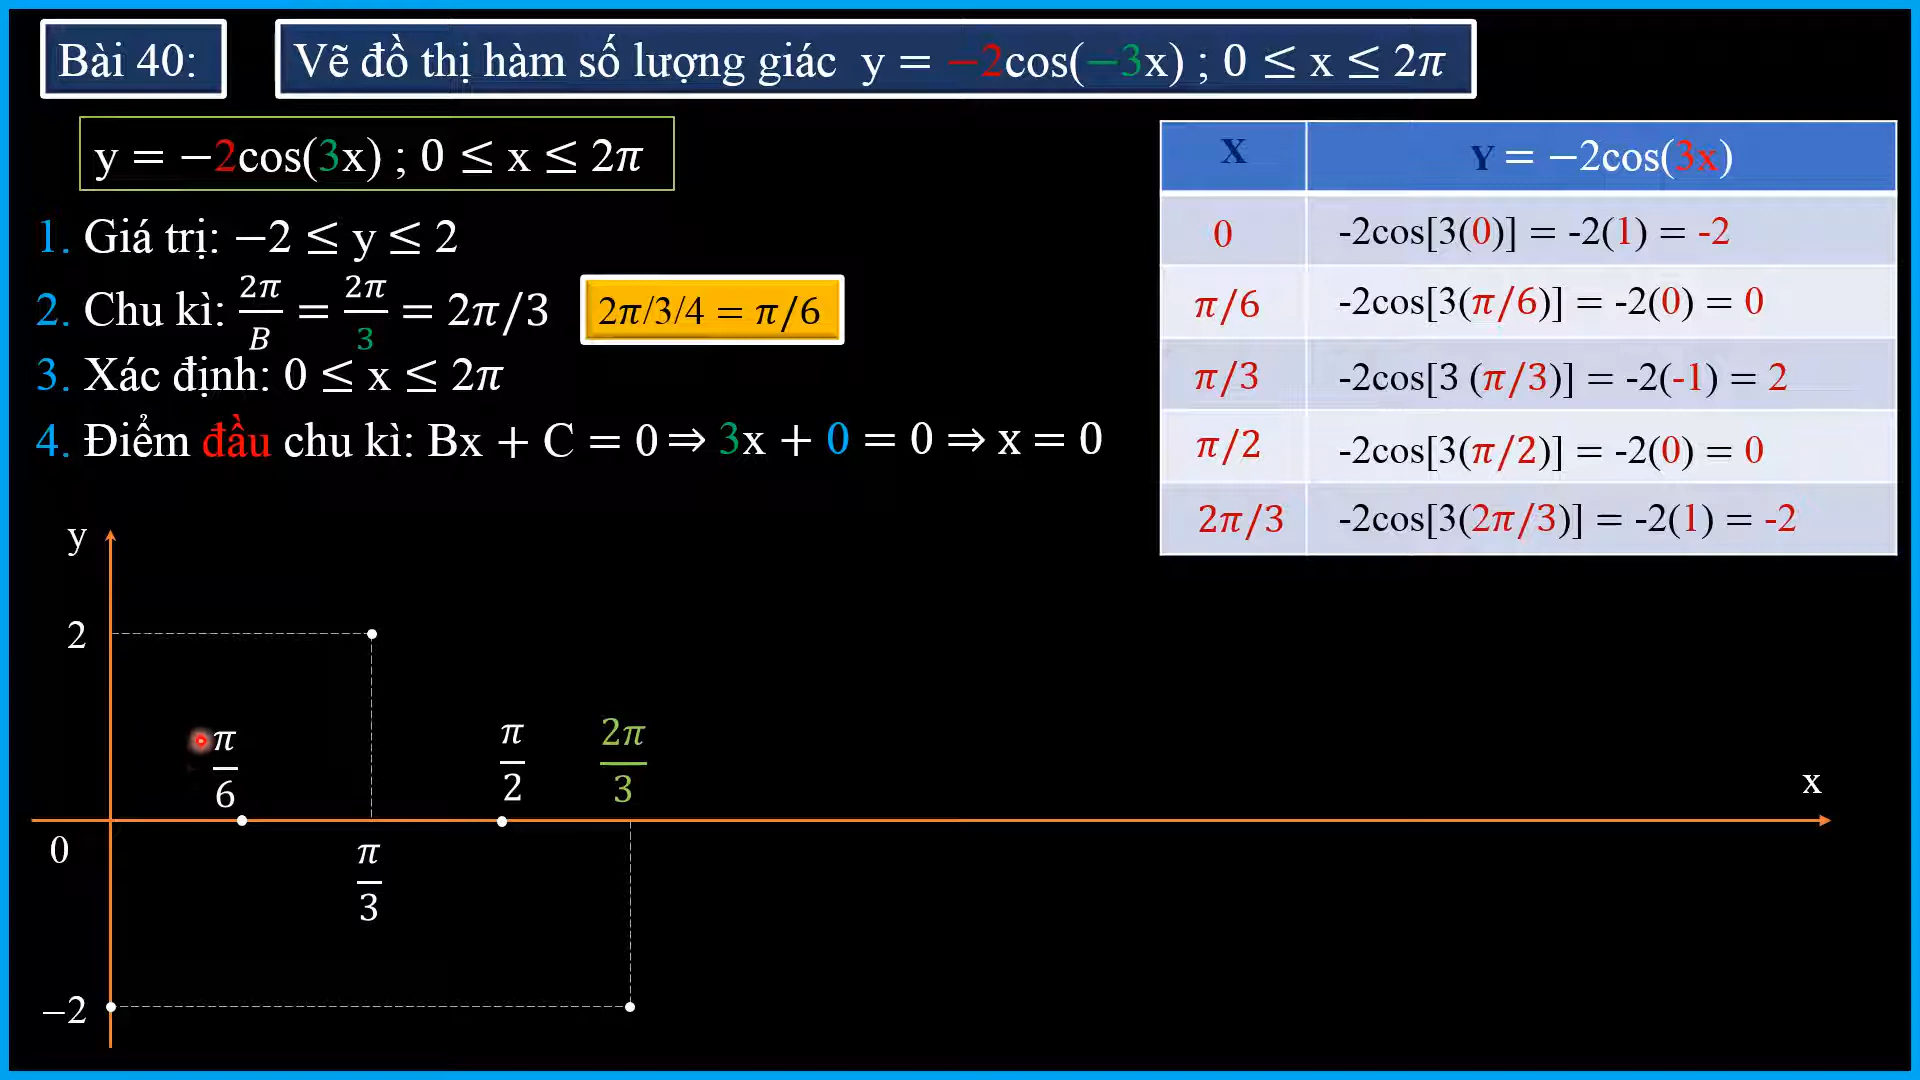 Bài 40:
Vẽ đồ thị hàm số lượng giác y = −2cos(−3x) ; 0 ≤ x ≤ 2π
y = −2cos(3x) ; 0 ≤ x ≤ 2π
1. Giá trị: −2 ≤ y ≤ 2
2. Chu kì: 2π/B = 2π/3 = 2π/3
2π/3/4 = π/6
3. Xác định: 0 ≤ x ≤ 2π
4. Điểm đầu chu kì: Bx + C = 0 ⇒ 3x + 0 = 0 ⇒ x = 0
X Y = −2cos(3x)
0 -2cos[3(0)] = -2(1) = -2
π/6 -2cos[3(π/6)] = -2(0) = 0
π/3 -2cos[3 (π/3)] = -2(-1) = 2
π/2 -2cos[3(π/2)] = -2(0) = 0
2π/3 -2cos[3(2π/3)] = -2(1) = -2
y
2
π/6
π/2
2π/3
x
0
π/3
−2